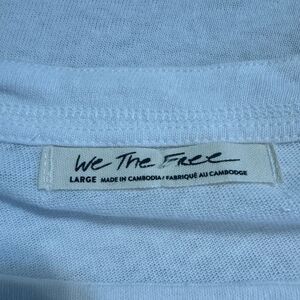 We The Free
LARGE MADE IN CAMBODIA/FABRIQUÉ AU CAMBODGE